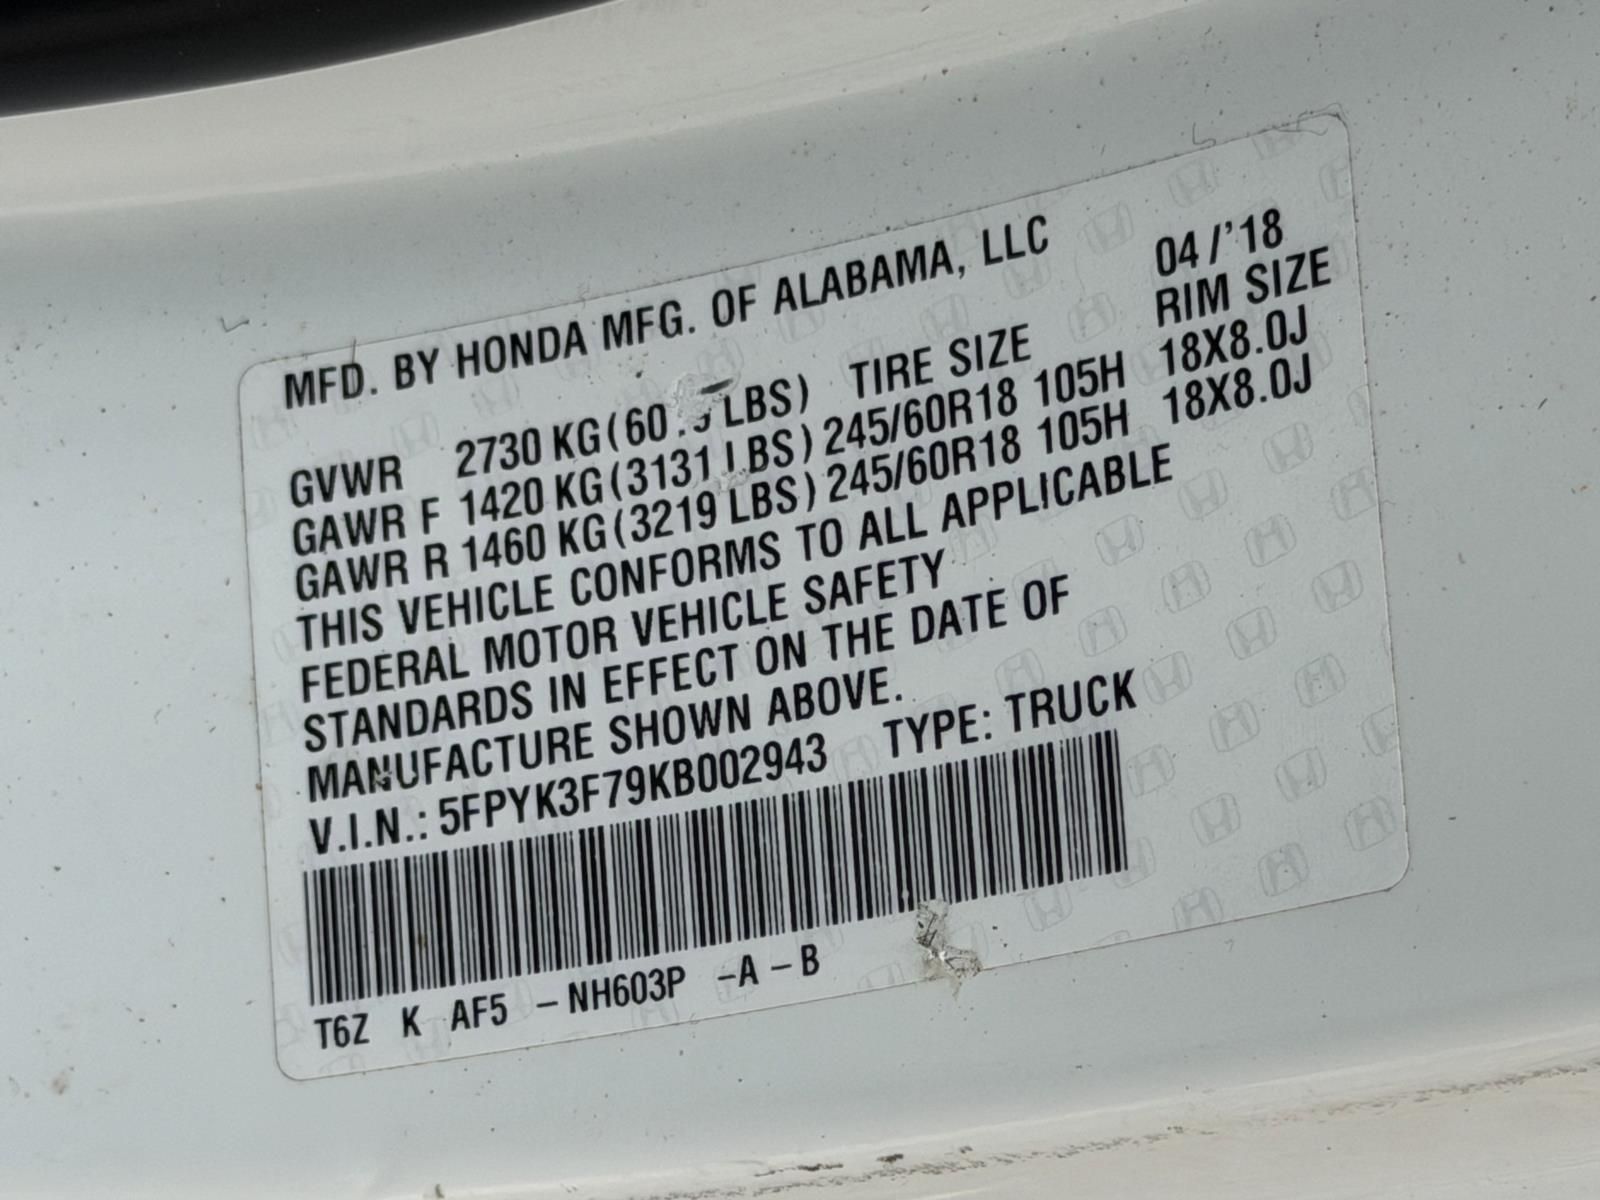 MFD. BY HONDA MFG. OF ALABAMA, LLC 04/'18
TIRE SIZE RIM SIZE
GVWR 2730 KG LBS)
GAWR F 1420 KG(3131 LBS) 245/60R18 105H 18X8.0J
GAWR R 1460 KG(3219 LBS) 245/60R18 105H 18X8.0J
THIS VEHICLE CONFORMS TO ALL APPLICABLE
FEDERAL MOTOR VEHICLE SAFETY
STANDARDS IN EFFECT ON THE DATE OF
MANUFACTURE SHOWN ABOVE.
V.I.N.: 5FPYK3F79KB002943 TYPE: TRUCK
T6Z K AF5 -NH603P -A-B